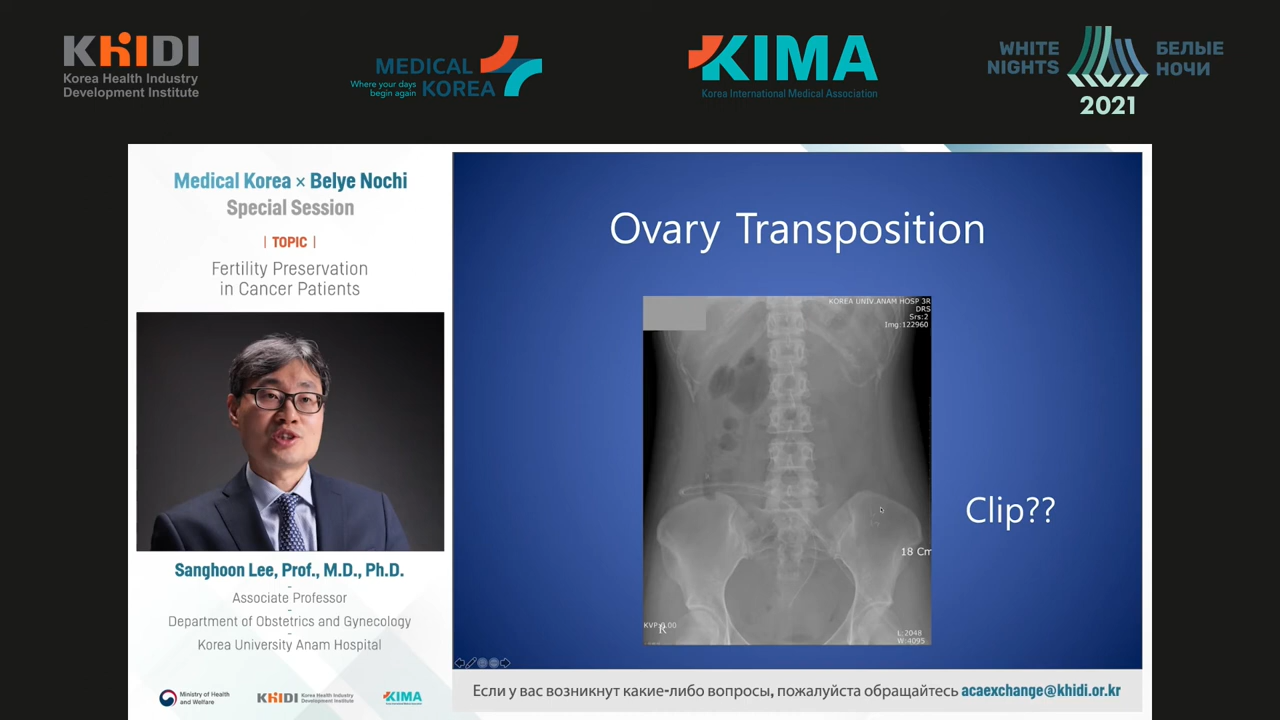 KHIDI
Korea Health Industry
Development Institute
MEDICAL
Where your days
begin again
KOREA
KIMA
Korea International Medical Association
WHITE
NIGHTS
БЕЛЫЕ
НОЧИ
2021
Medical Korea × Belye Nochi
Special Session
| TOPIC |
Fertility Preservation
in Cancer Patients
Sanghoon Lee, Prof., M.D., Ph.D.
-
Associate Professor
-
Department of Obstetrics and Gynecology
-
Korea University Anam Hospital
Ministry of Health
and Welfare
KHIDI
Korea Health Industry
Development Institute
KIMA
Ovary Transposition
KOREA UNIV.ANAM HOSP 3R
DRS
Srs:2
Img:122960
Clip??
18 Cm
KVP:0.00
R
L: 2048
W:4095
Если у вас возникнут какие-либо вопросы, пожалуйста обращайтесь acaexchange@khidi.or.kr